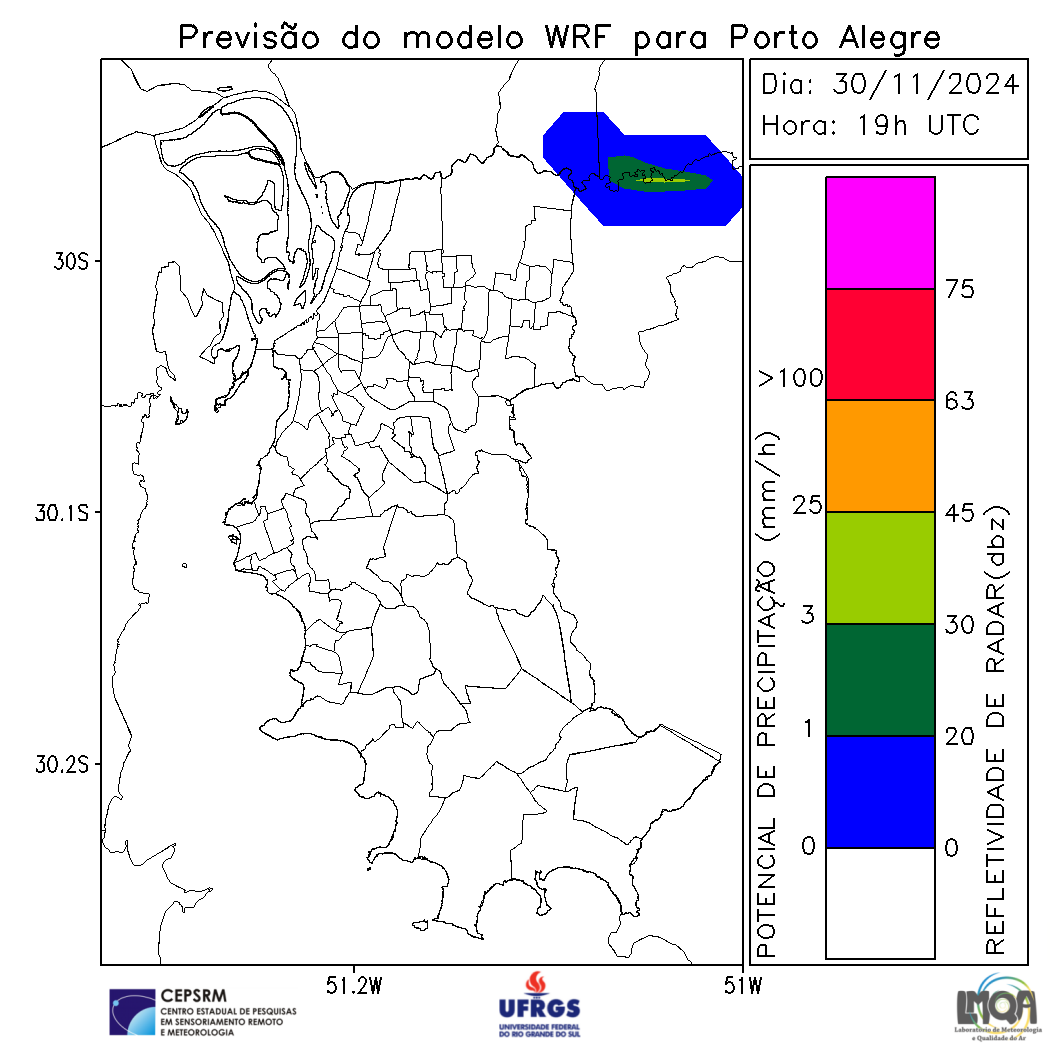 Previsão do modelo WRF para Porto Alegre
Dia: 30/11/2024
Hora: 19h UTC
30S
30.1S
30.2S
51.2W
51W
POTENCIAL DE PRECIPITAÇÃO (mm/h)
>100
25
3
1
0
75
63
45
30
20
0
REFLETIVIDADE DE RADAR(dbz)
CEPSRM
CENTRO ESTADUAL DE PESQUISAS
EM SENSORIAMENTO REMOTO
E METEOROLOGIA
UFRGS
UNIVERSIDADE FEDERAL
DO RIO GRANDE DO SUL
LMQA
Laboratório de Meteorologia
e Qualidade do Ar